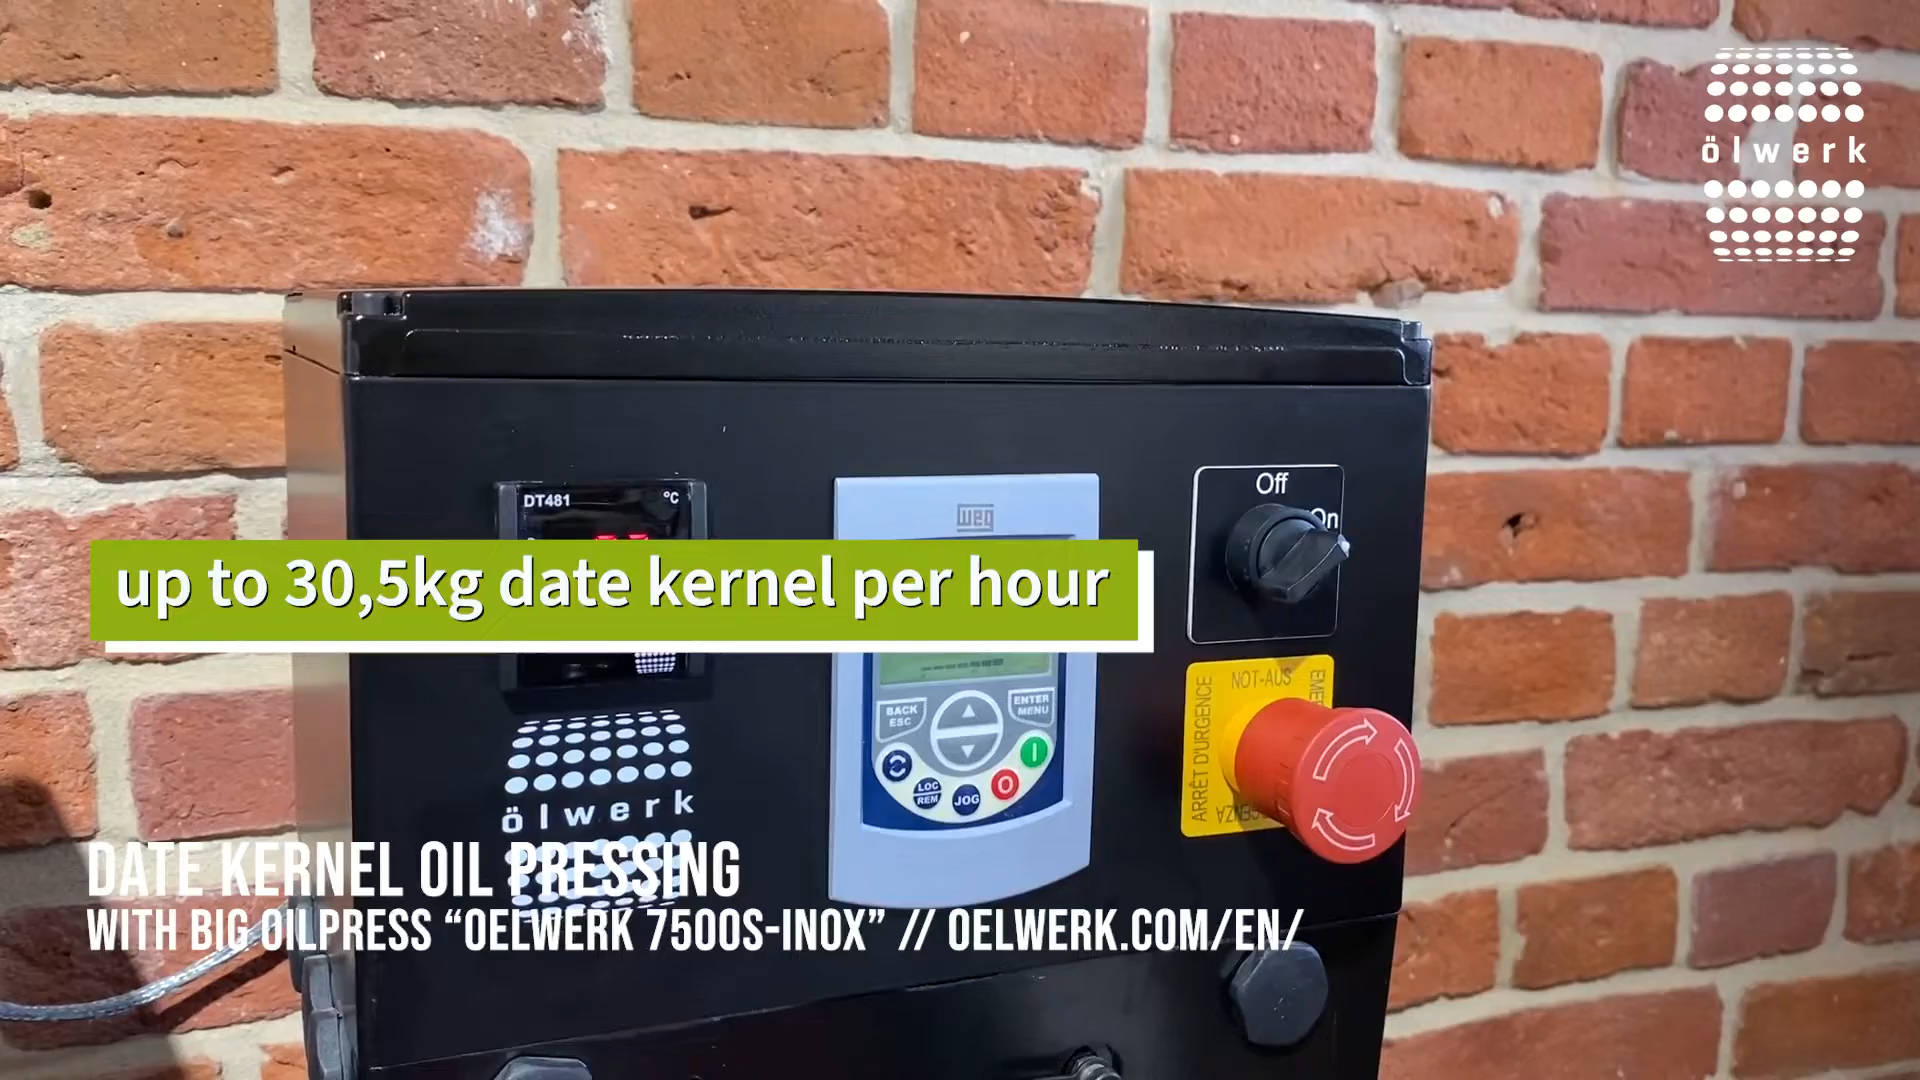 ölwerk
DT481 °C
weg
Off
On
up to 30,5kg date kernel per hour
BACK
ESC
ENTER
MENU
LOC
REM
JOG
NOT-AUS
ARRÊT D'URGENCE
ölwerk
DATE KERNEL OIL PRESSING
WITH BIG OILPRESS “OELWERK 7500S-INOX” // OELWERK.COM/EN/